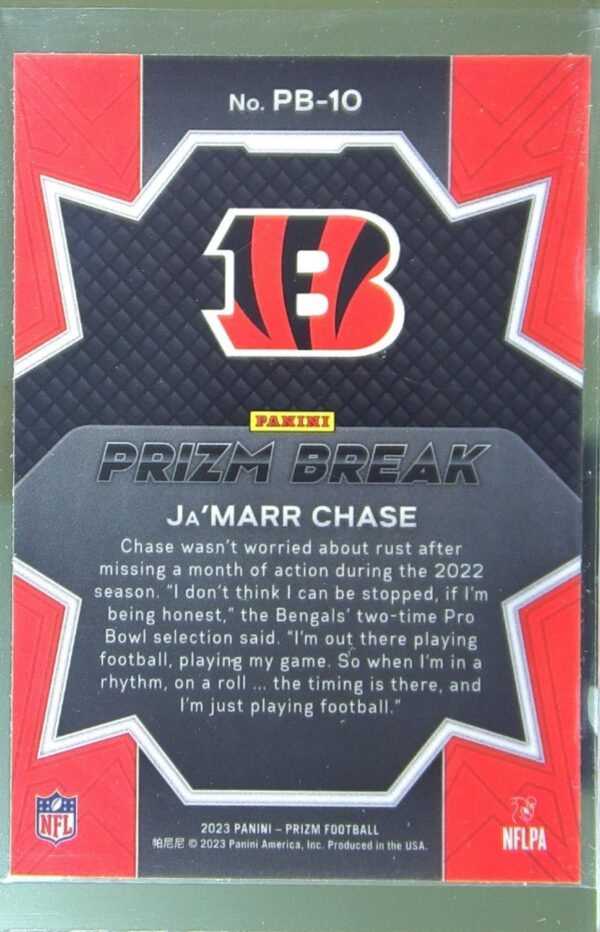 No. PB-10
B
PANINI
PRIZM BREAK
JA'MARR CHASE
Chase wasn't worried about rust after
missing a month of action during the 2022
season. "I don't think I can be stopped, if I'm
being honest," the Bengals' two-time Pro
Bowl selection said. "I'm out there playing
football, playing my game. So when I'm in a
rhythm, on a roll ... the timing is there, and
I'm just playing football."
NFL
NFLPA
2023 PANINI – PRIZM FOOTBALL
帕尼尼 © 2023 Panini America, Inc. Produced in the USA.